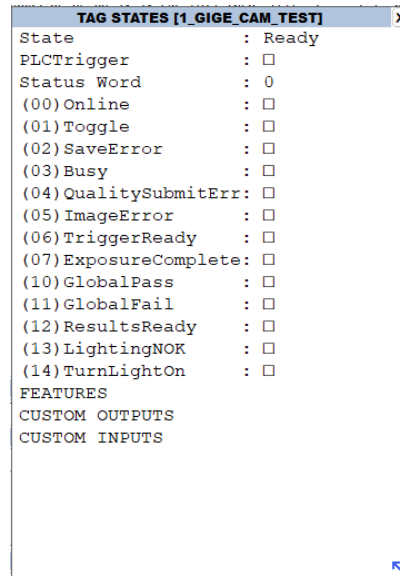 TAG STATES [1_GIGE_CAM_TEST] X
State : Ready
PLCTrigger : □
Status Word : 0
(00)Online : □
(01)Toggle : □
(02)SaveError : □
(03)Busy : □
(04)QualitySubmitErr: □
(05)ImageError : □
(06)TriggerReady : □
(07)ExposureComplete: □
(10)GlobalPass : □
(11)GlobalFail : □
(12)ResultsReady : □
(13)LightingNOK : □
(14)TurnLightOn : □
FEATURES
CUSTOM OUTPUTS
CUSTOM INPUTS